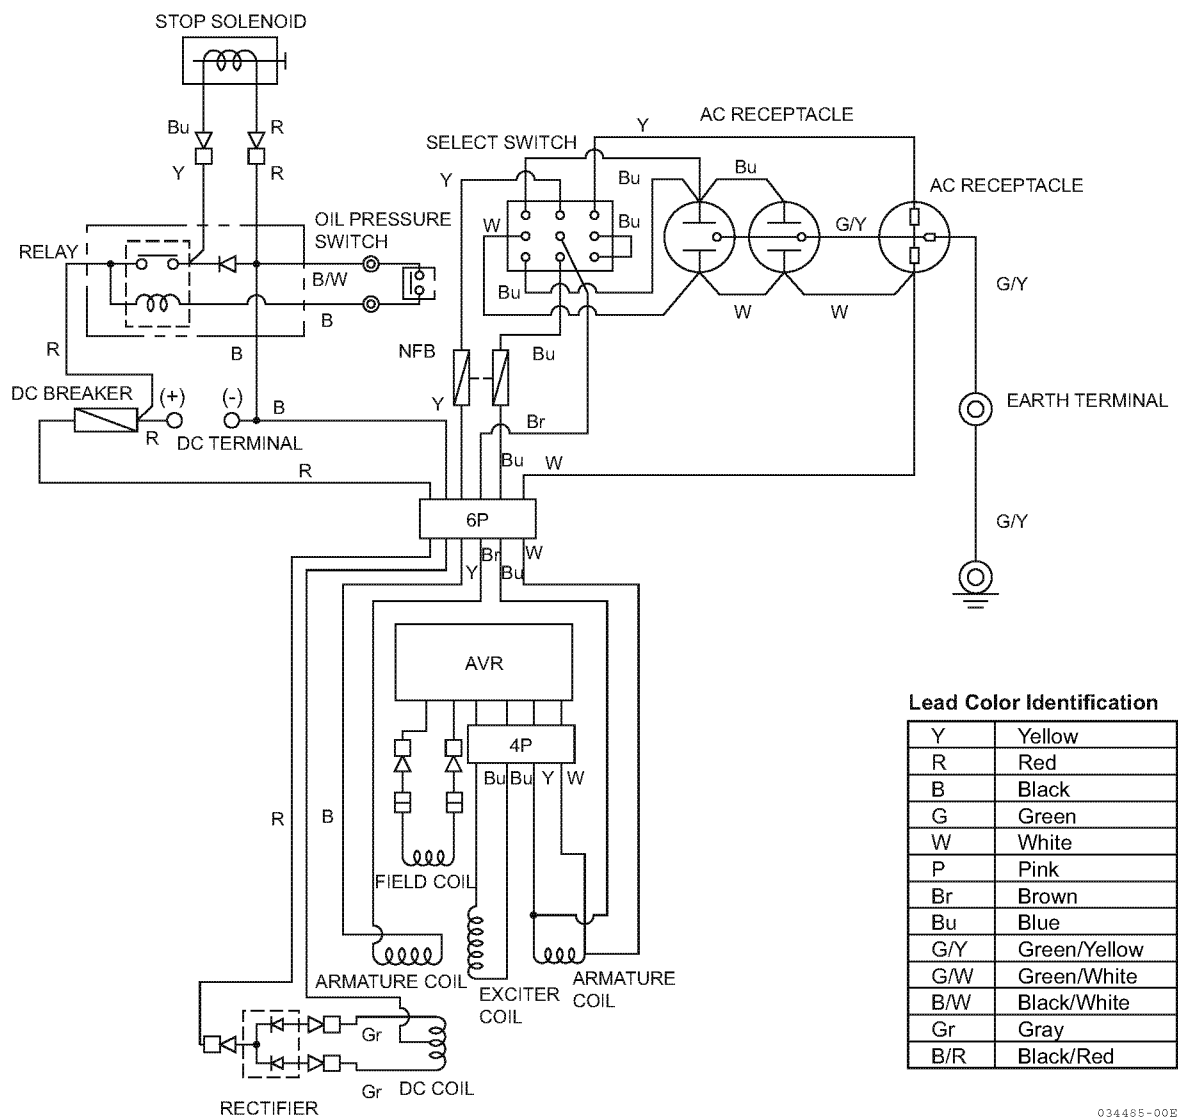 STOP SOLENOID
Bu
R
Y
R
RELAY
OIL PRESSURE
SWITCH
B/W
B
R
B
DC BREAKER
(+)
(-)
R
DC TERMINAL
B
R
SELECT SWITCH
Y
AC RECEPTACLE
Y
Bu
Bu
W
Bu
Bu
AC RECEPTACLE
G/Y
W
W
G/Y
NFB
Bu
Y
Br
Bu
W
EARTH TERMINAL
G/Y
6P
Br
W
Y
Bu
AVR
4P
Bu
Bu
Y
W
R
B
FIELD COIL
ARMATURE COIL
EXCITER
COIL
ARMATURE
COIL
Gr
Gr
DC COIL
RECTIFIER
Lead Color Identification
Y Yellow
R Red
B Black
G Green
W White
P Pink
Br Brown
Bu Blue
G/Y Green/Yellow
G/W Green/White
B/W Black/White
Gr Gray
B/R Black/Red
034485-00E